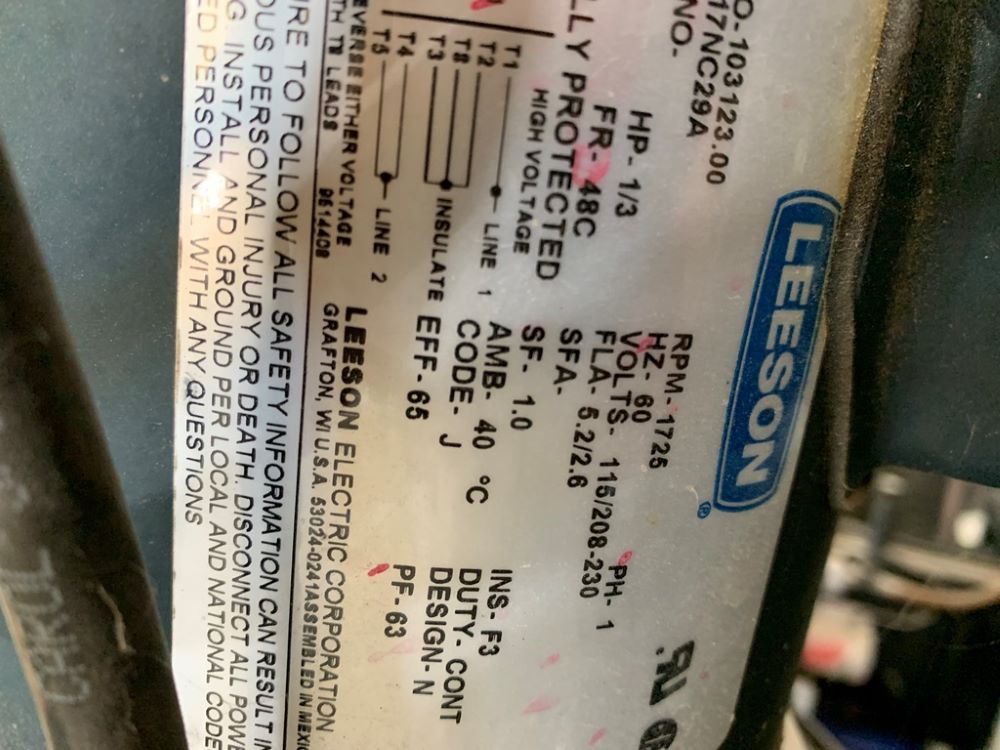 LEESON®
O-103123.00
17NC29A
NO-
HP- 1/3
FR- 48C
LLY PROTECTED
RPM- 1725
HZ- 60
VOLTS- 115/208-230
PH- 1
FLA- 5.2/2.6
SFA-
SF- 1.0
AMB- 40 °C
INS- F3
CODE- J
DUTY- CONT
EFF- 65
DESIGN- N
PF- 63
HIGH VOLTAGE
T1
T2
LINE 1
T8
T3
INSULATE
T4
T5
LINE 2
EVERSE EITHER VOLTAGE
TH T8 LEADS
LEESON ELECTRIC CORPORATION
GRAFTON, WI U.S.A. 53024-0241 ASSEMBLED IN MEXIC
URE TO FOLLOW ALL SAFETY INFORMATION CAN RESULT IN
OUS PERSONAL INJURY OR DEATH. DISCONNECT ALL POWE
G INSTALL AND GROUND PER LOCAL AND NATIONAL CODE
ED PERSONNEL WITH ANY QUESTIONS